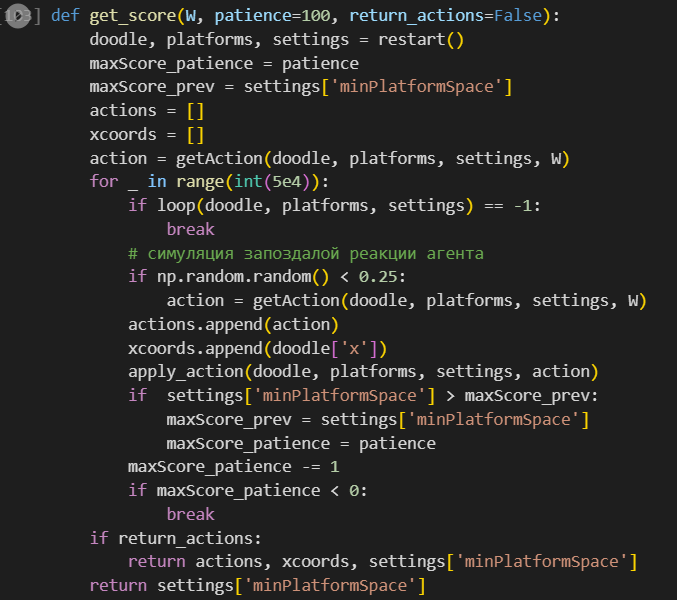 [103] def get_score(W, patience=100, return_actions=False):
    doodle, platforms, settings = restart()
    maxScore_patience = patience
    maxScore_prev = settings['minPlatformSpace']
    actions = []
    xcoords = []
    action = getAction(doodle, platforms, settings, W)
    for _ in range(int(5e4)):
        if loop(doodle, platforms, settings) == -1:
            break
        # симуляция запоздалой реакции агента
        if np.random.random() < 0.25:
            action = getAction(doodle, platforms, settings, W)
        actions.append(action)
        xcoords.append(doodle['x'])
        apply_action(doodle, platforms, settings, action)
        if  settings['minPlatformSpace'] > maxScore_prev:
            maxScore_prev = settings['minPlatformSpace']
            maxScore_patience = patience
        maxScore_patience -= 1
        if maxScore_patience < 0:
            break
    if return_actions:
        return actions, xcoords, settings['minPlatformSpace']
    return settings['minPlatformSpace']